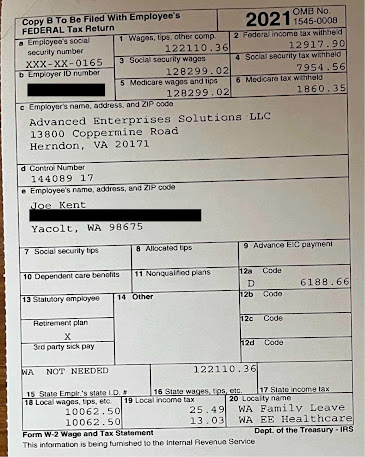 Copy B To Be Filed With Employee's
FEDERAL Tax Return
2021
OMB No.
1545-0008
a Employee's social
security number
XXX-XX-0165
1 Wages, tips, other comp.
122110.36
2 Federal income tax withheld
12917.90
3 Social security wages
128299.02
4 Social security tax withheld
7954.56
b Employer ID number
5 Medicare wages and tips
128299.02
6 Medicare tax withheld
1860.35
c Employer's name, address, and ZIP code
Advanced Enterprises Solutions LLC
13800 Coppermine Road
Herndon, VA 20171
d Control Number
144089 17
e Employee's name, address, and ZIP code
Joe Kent
Yacolt, WA 98675
7 Social security tips
8 Allocated tips
9 Advance EIC payment
10 Dependent care benefits
11 Nonqualified plans
12a Code
D 6188.66
13 Statutory employee
14 Other
12b Code
Retirement plan
X
12c Code
3rd party sick pay
12d Code
WA NOT NEEDED
122110.36
15 State Emplr.'s state I.D. #
16 State wages, tips, etc.
17 State income tax
18 Local wages, tips, etc.
19 Local income tax
20 Locality name
10062.50 25.49 WA Family Leave
10062.50 13.03 WA EE Healthcare
Form W-2 Wage and Tax Statement
Dept. of the Treasury - IRS
This information is being furnished to the Internal Revenue Service